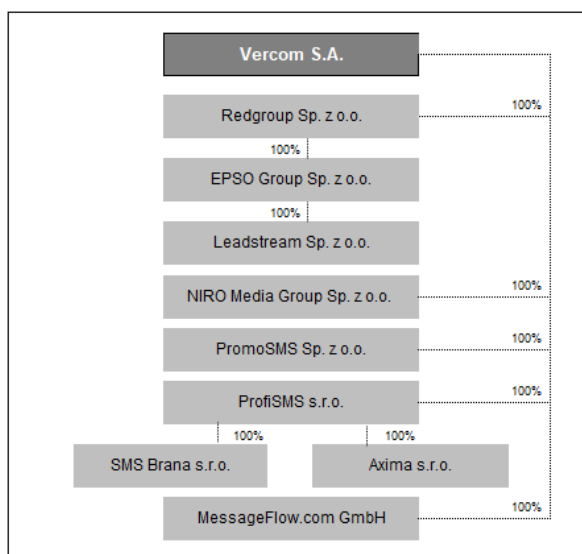 Vercom S.A.
Redgroup Sp. z o.o.
100%
100%
EPSO Group Sp. z o.o.
100%
Leadstream Sp. z o.o.
NIRO Media Group Sp. z o.o.
100%
PromoSMS Sp. z o.o.
100%
ProfiSMS s.r.o.
100%
100%
100%
SMS Brana s.r.o.
Axima s.r.o.
MessageFlow.com GmbH
100%